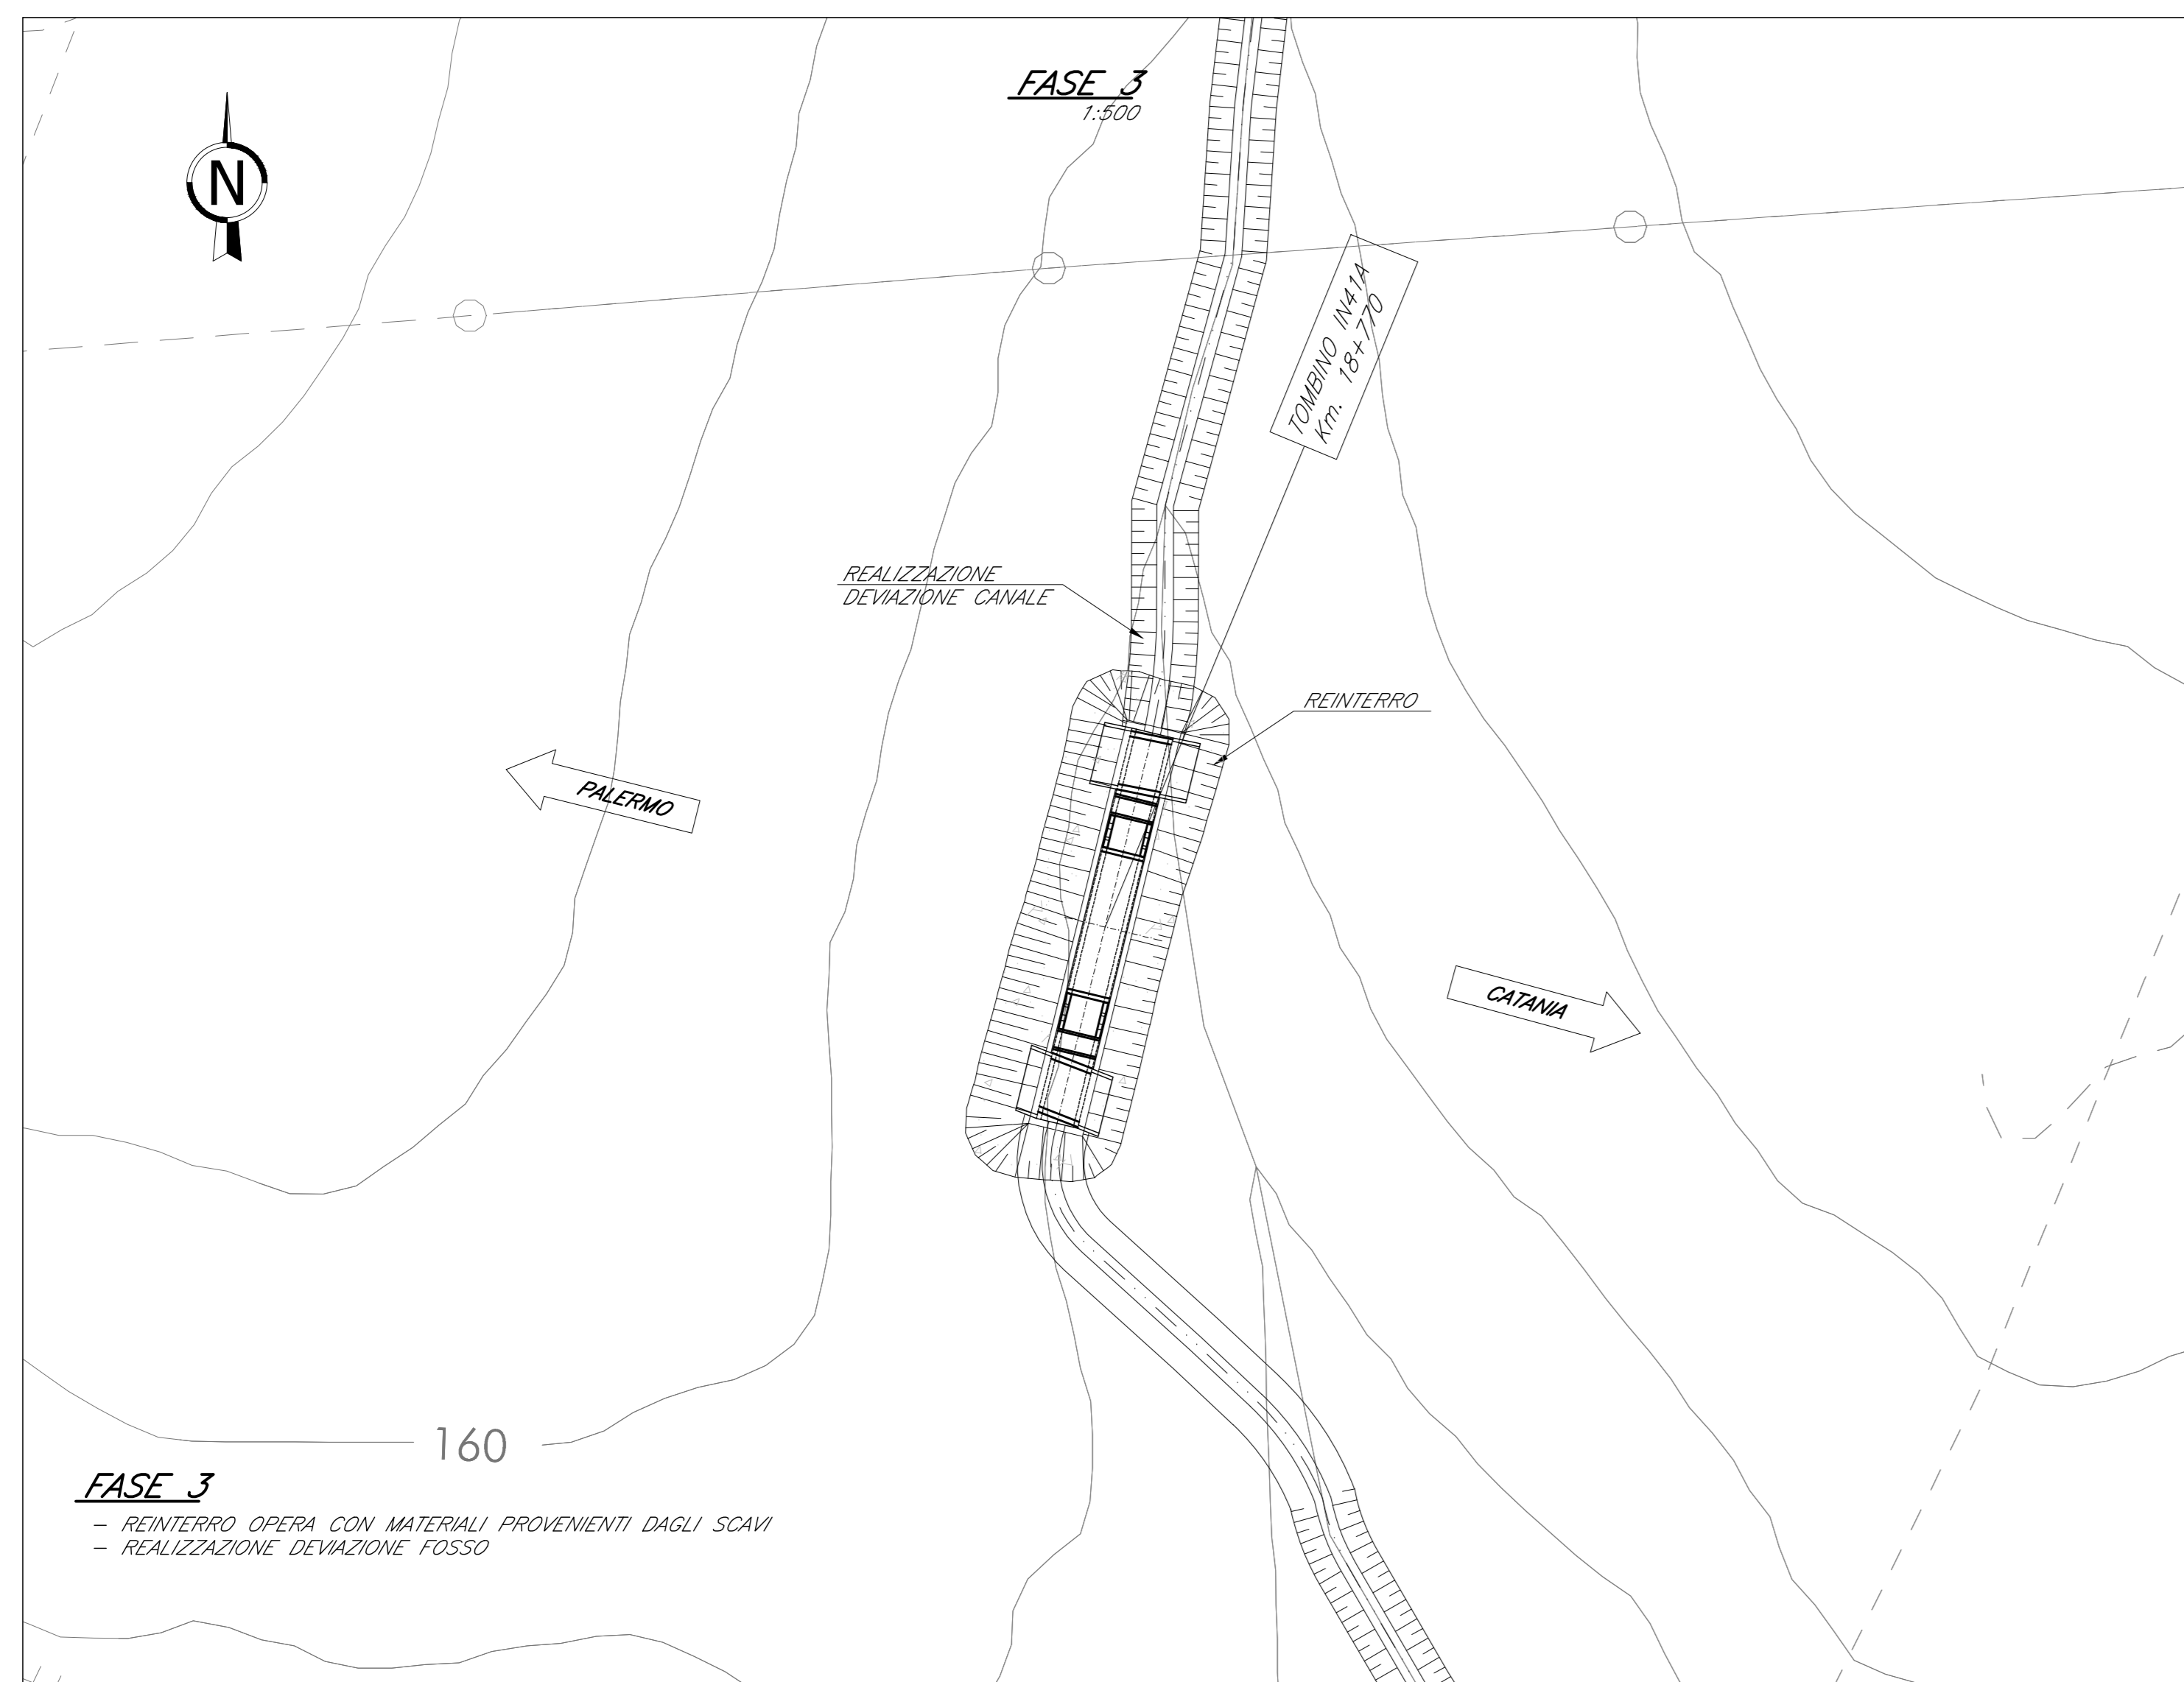 FASE 3
1:500
N
TOMBINO IN41A
Km. 18+770
REALIZZAZIONE
DEVIAZIONE CANALE
REINTERRO
PALERMO
CATANIA
160
FASE 3
- REINTERRO OPERA CON MATERIALI PROVENIENTI DAGLI SCAVI
- REALIZZAZIONE DEVIAZIONE FOSSO